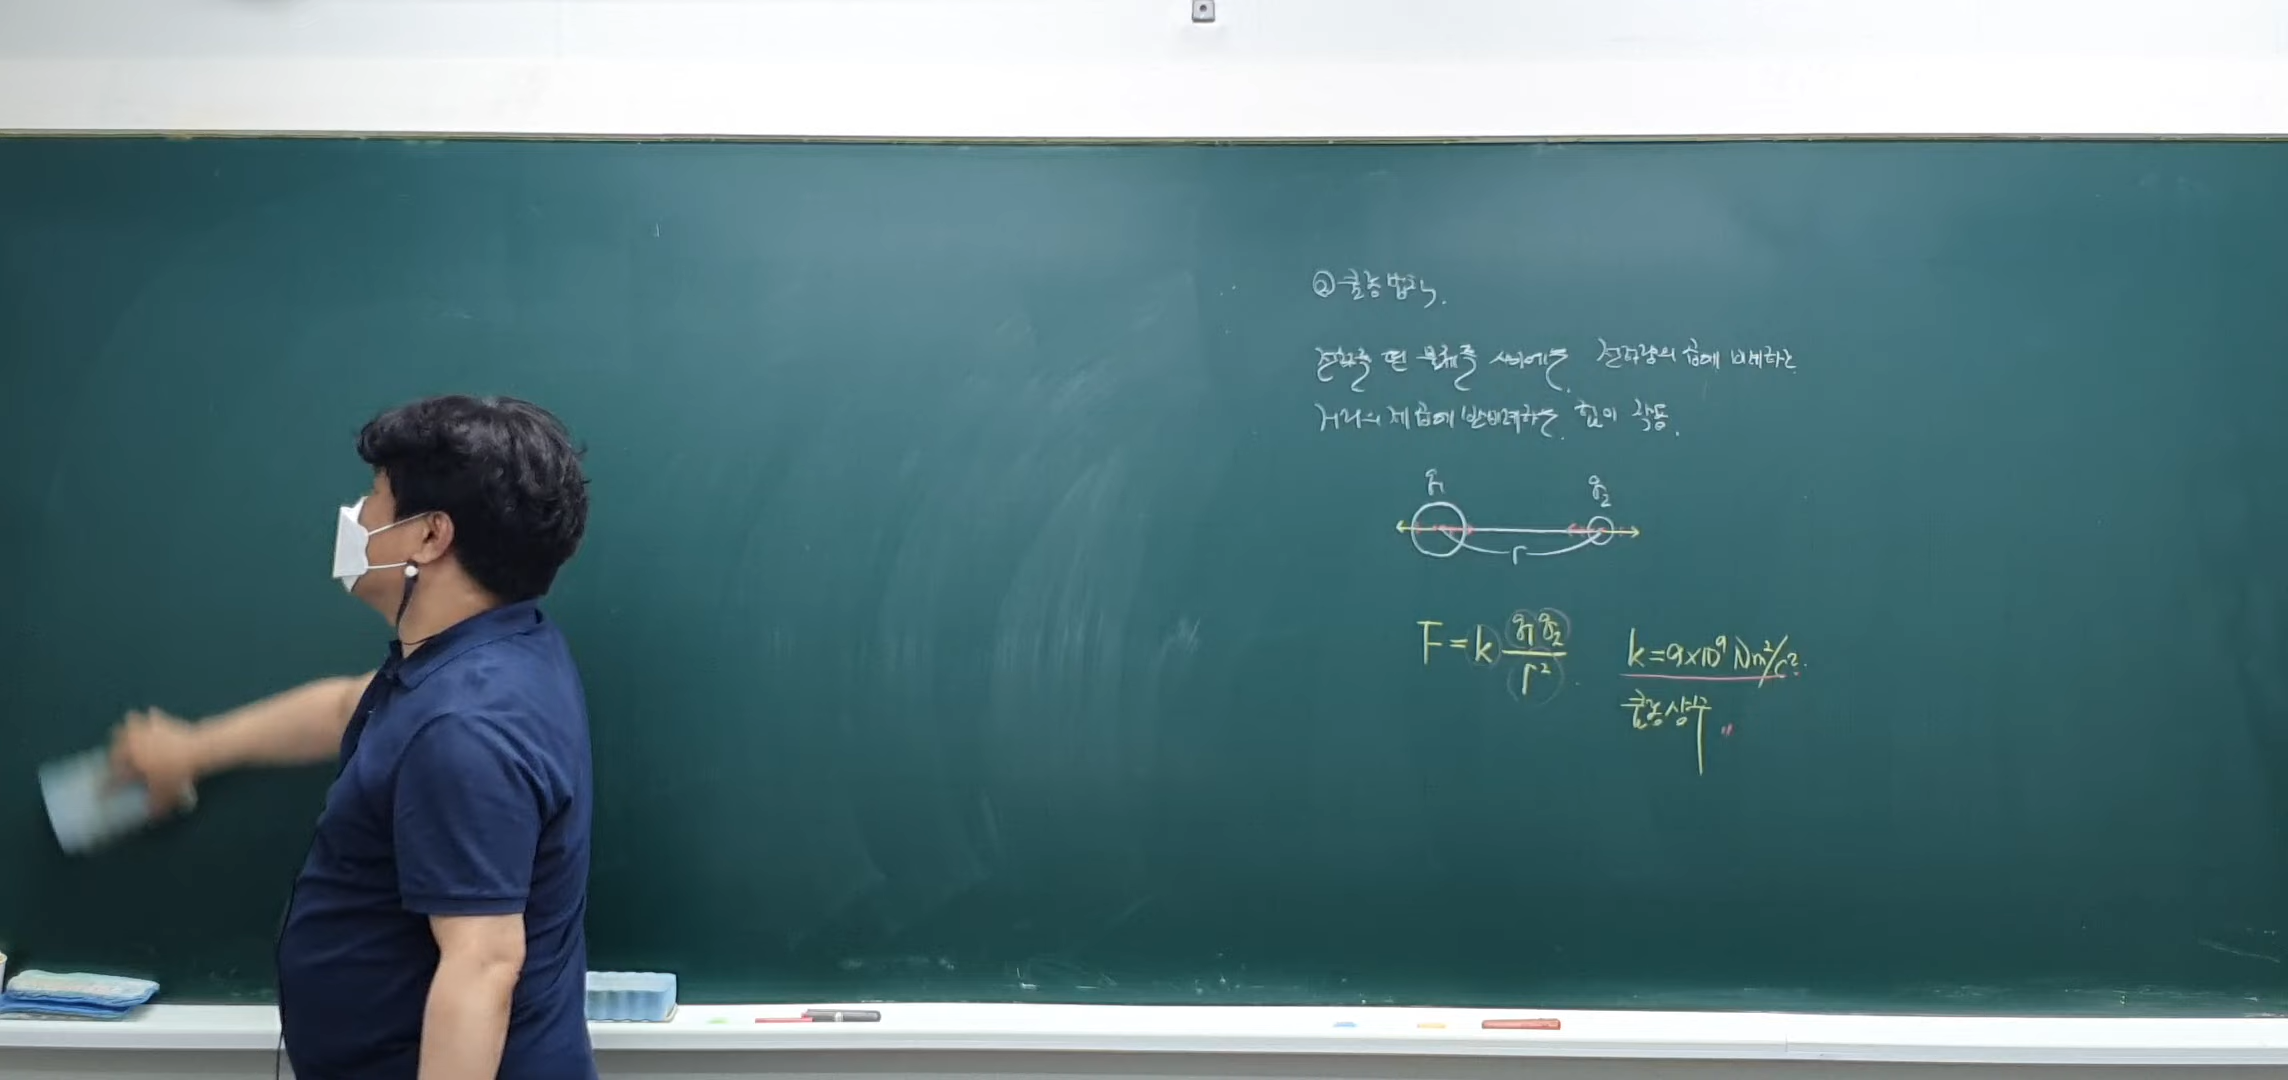 ② 쿨롱법칙.
전하를 띤 물체들 사이에는 전하량의 곱에 비례하는
거리의 제곱에 반비례하는 힘이 작동.
q₁ q₂
r
F = k q₁q₂/r² k = 9×10⁹ Nm²/C².
쿨롱상수